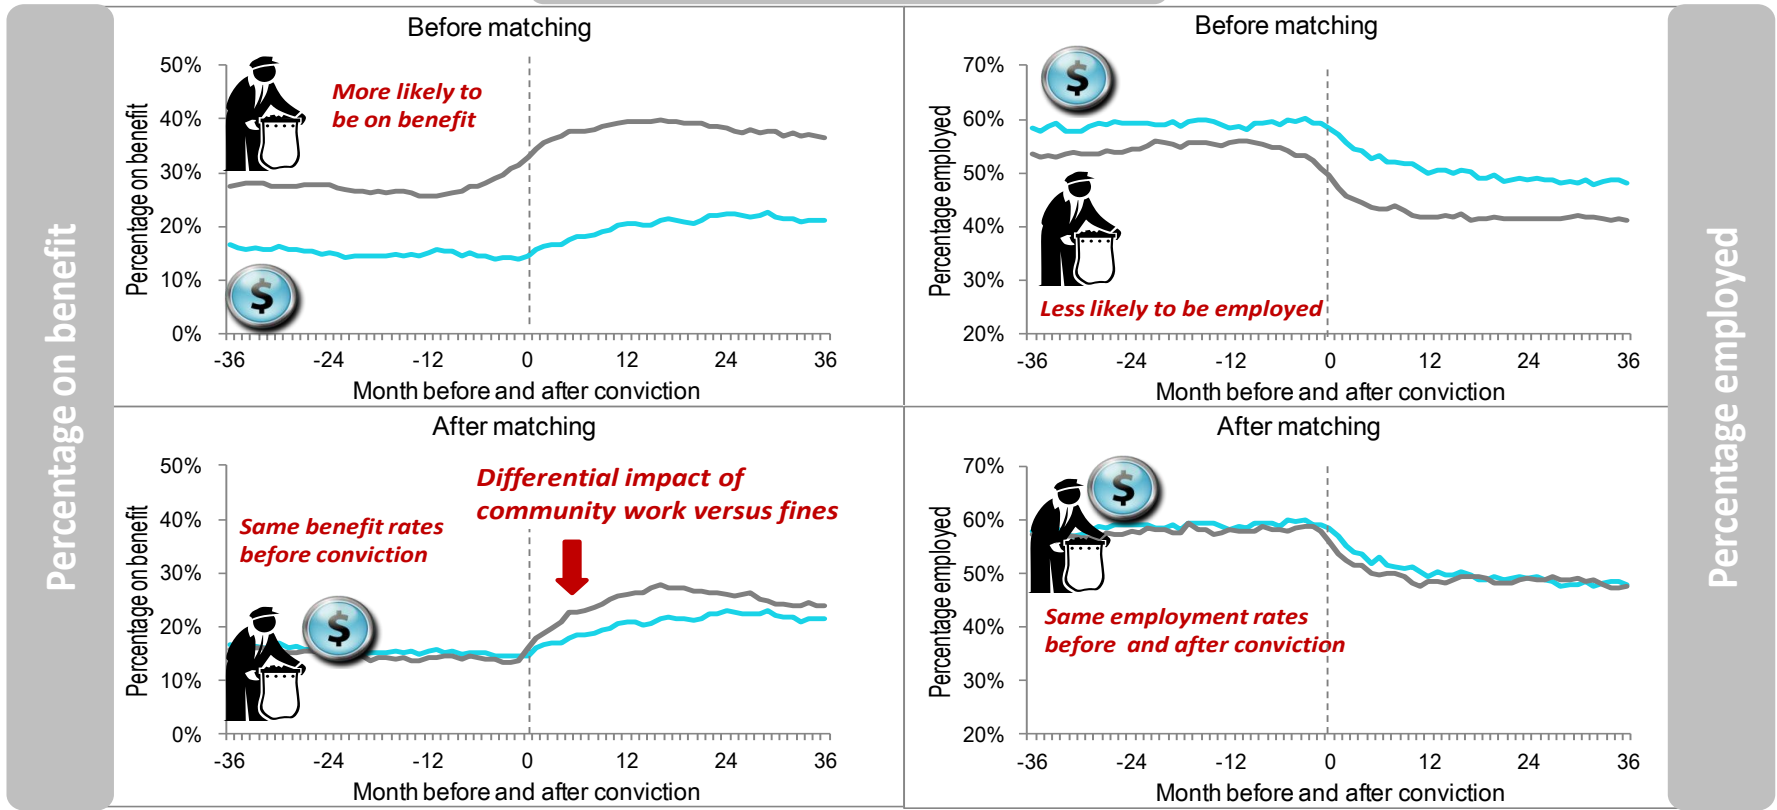 Percentage on benefit
Before matching
50%
40%
30%
20%
10%
0%
Percentage on benefit
More likely to
be on benefit
$
-36
-24
-12
0
12
24
36
Month before and after conviction
Before matching
70%
60%
50%
40%
30%
20%
Percentage employed
$
Less likely to be employed
-36
-24
-12
0
12
24
36
Month before and after conviction
After matching
50%
40%
30%
20%
10%
0%
Percentage on benefit
Same benefit rates
before conviction
Differential impact of
community work versus fines
$
-36
-24
-12
0
12
24
36
Month before and after conviction
After matching
70%
60%
50%
40%
30%
20%
Percentage employed
$
Same employment rates
before and after conviction
-36
-24
-12
0
12
24
36
Month before and after conviction
Percentage employed